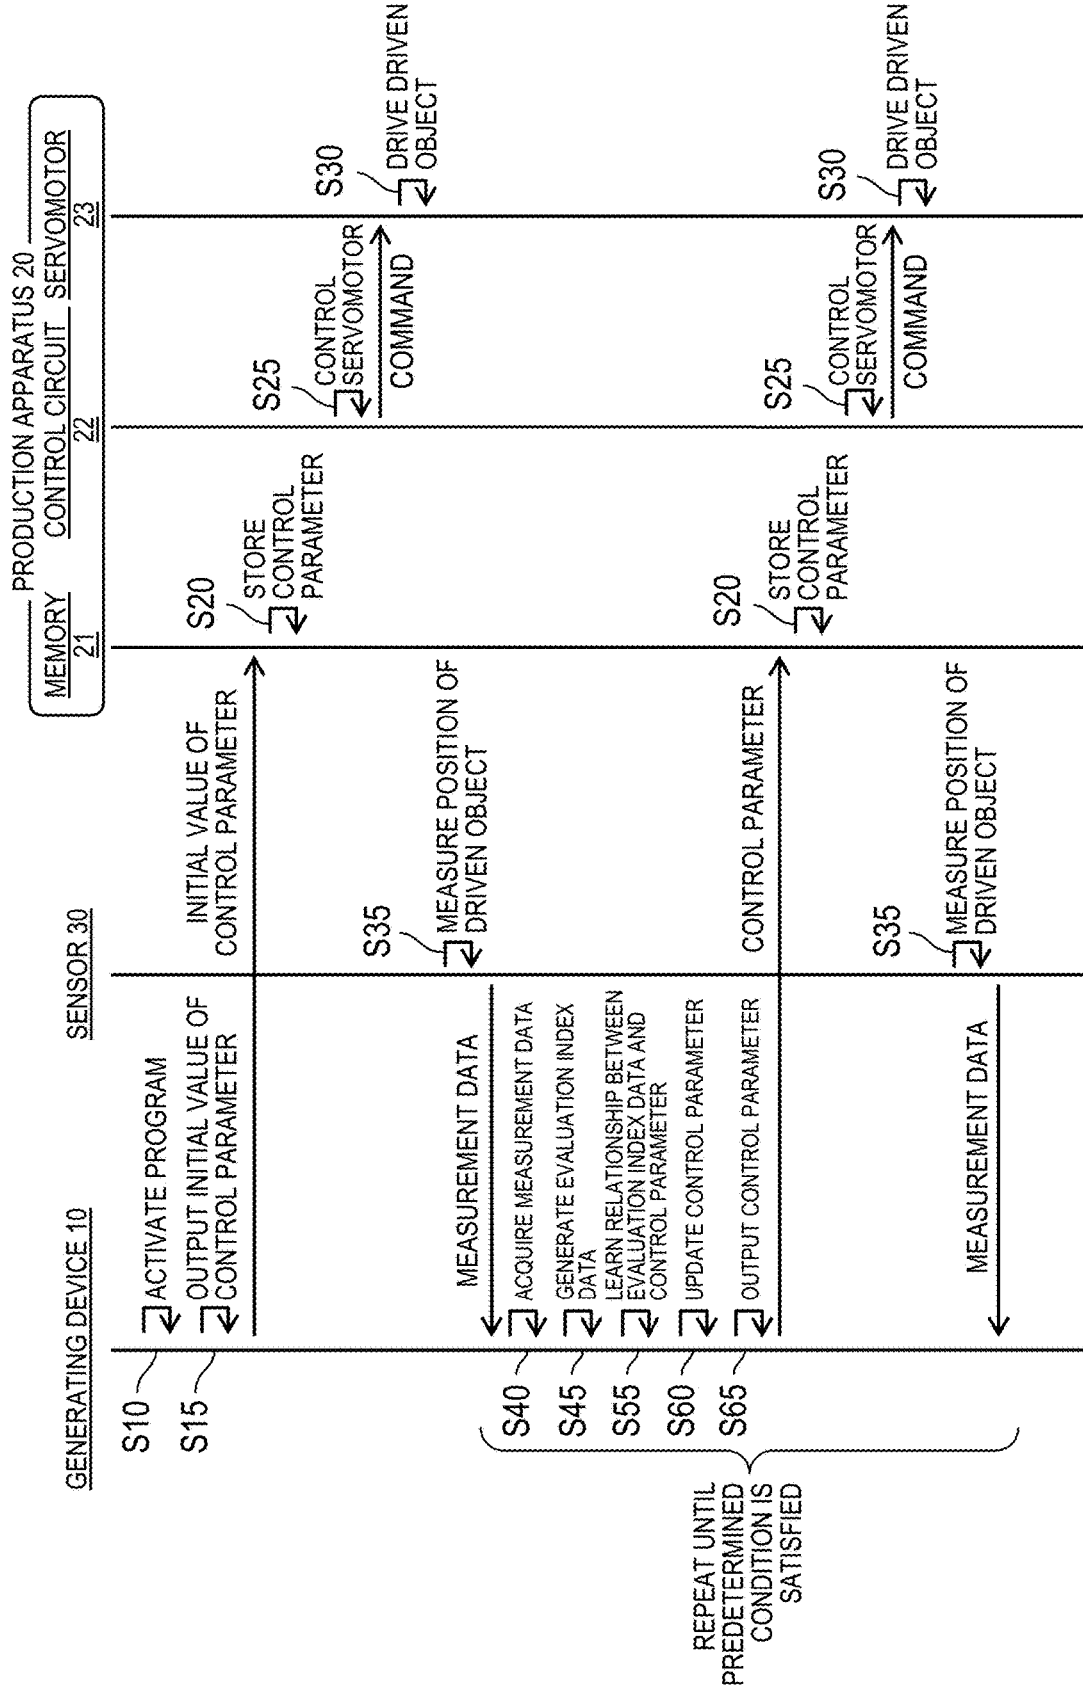 PRODUCTION APPARATUS 20
GENERATING DEVICE 10
SENSOR 30
MEMORY
21
CONTROL CIRCUIT
22
SERVOMOTOR
23
S10
ACTIVATE PROGRAM
S15
OUTPUT INITIAL VALUE OF
CONTROL PARAMETER
INITIAL VALUE OF
CONTROL PARAMETER
S20
STORE
CONTROL
PARAMETER
S25
CONTROL
SERVOMOTOR
COMMAND
S30
DRIVE DRIVEN
OBJECT
S35
MEASURE POSITION OF
DRIVEN OBJECT
MEASUREMENT DATA
S40
ACQUIRE MEASUREMENT DATA
S45
GENERATE EVALUATION INDEX
DATA
S55
LEARN RELATIONSHIP BETWEEN
EVALUATION INDEX DATA AND
CONTROL PARAMETER
S60
UPDATE CONTROL PARAMETER
S65
OUTPUT CONTROL PARAMETER
REPEAT UNTIL
PREDETERMINED
CONDITION IS
SATISFIED
CONTROL PARAMETER
S20
STORE
CONTROL
PARAMETER
S25
CONTROL
SERVOMOTOR
COMMAND
S30
DRIVE DRIVEN
OBJECT
S35
MEASURE POSITION OF
DRIVEN OBJECT
MEASUREMENT DATA